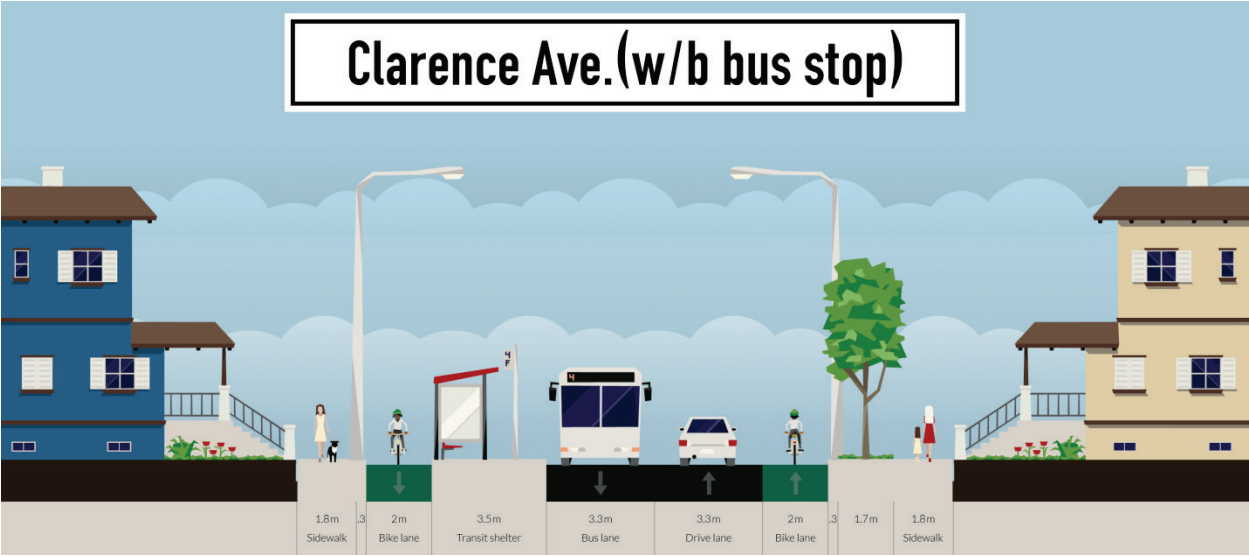 Clarence Ave.(w/b bus stop)
4
F
4
1.8m .3 2m 3.5m 3.3m 3.3m 2m .3 1.7m 1.8m
Sidewalk Bike lane Transit shelter Bus lane Drive lane Bike lane Sidewalk